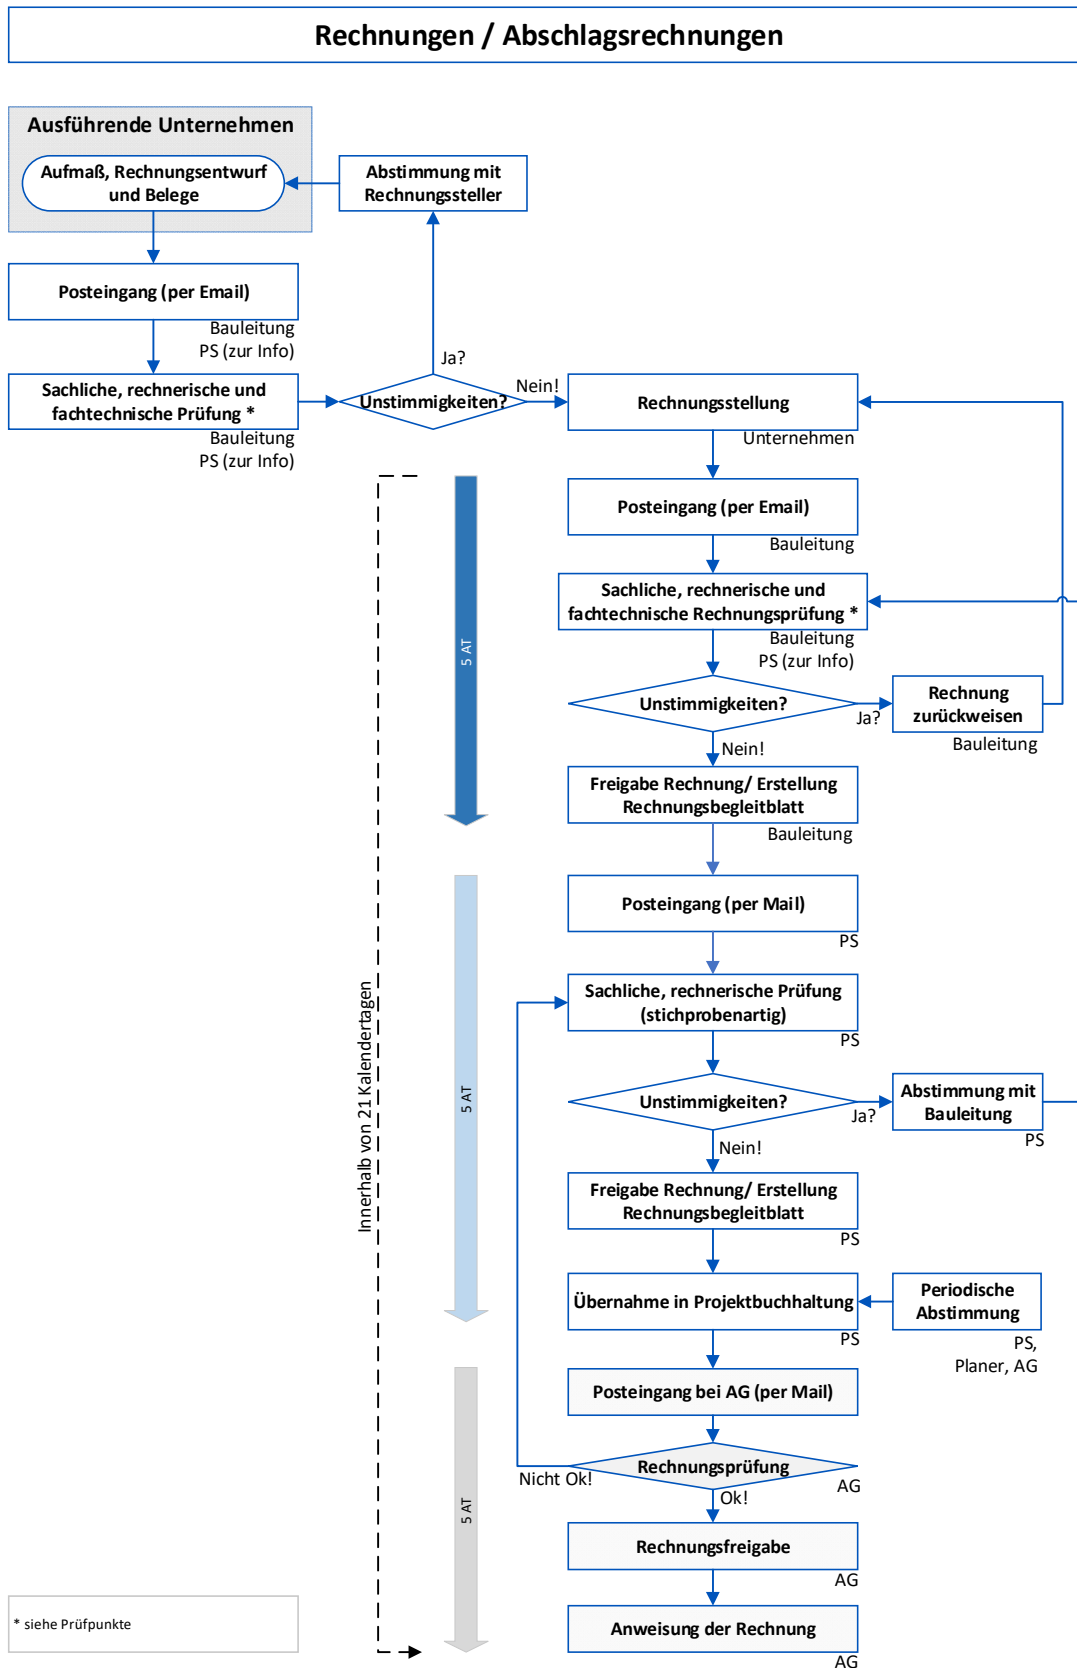 Rechnungen / Abschlagsrechnungen
Ausführende Unternehmen
Aufmaß, Rechnungsentwurf
und Belege
Abstimmung mit
Rechnungssteller
Posteingang (per Email)
Bauleitung
PS (zur Info)
Ja?
Sachliche, rechnerische und
fachtechnische Prüfung *
Bauleitung
PS (zur Info)
Unstimmigkeiten?
Nein!
Rechnungsstellung
Unternehmen
Posteingang (per Email)
Bauleitung
Sachliche, rechnerische und
fachtechnische Rechnungsprüfung *
Bauleitung
PS (zur Info)
5 AT
Unstimmigkeiten?
Ja?
Rechnung
zurückweisen
Bauleitung
Nein!
Freigabe Rechnung/ Erstellung
Rechnungsbegleitblatt
Bauleitung
Posteingang (per Mail)
PS
Sachliche, rechnerische Prüfung
(stichprobenartig)
PS
Innerhalb von 21 Kalendertagen
5 AT
Unstimmigkeiten?
Ja?
Abstimmung mit
Bauleitung
PS
Nein!
Freigabe Rechnung/ Erstellung
Rechnungsbegleitblatt
PS
Übernahme in Projektbuchhaltung
PS
Periodische
Abstimmung
PS,
Planer, AG
Posteingang bei AG (per Mail)
Rechnungsprüfung
Nicht Ok!
AG
Ok!
5 AT
Rechnungsfreigabe
AG
Anweisung der Rechnung
AG
* siehe Prüfpunkte